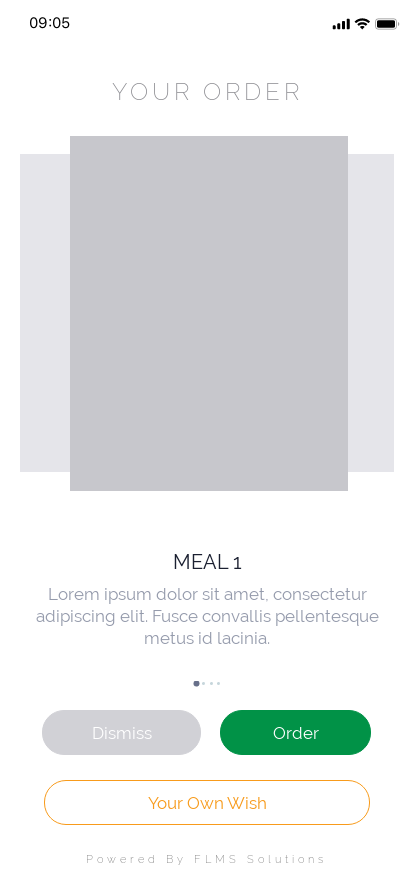 09:05
YOUR ORDER
MEAL 1
Lorem ipsum dolor sit amet, consectetur
adipiscing elit. Fusce convallis pellentesque
metus id lacinia.
Dismiss
Order
Your Own Wish
Powered By FLMS Solutions